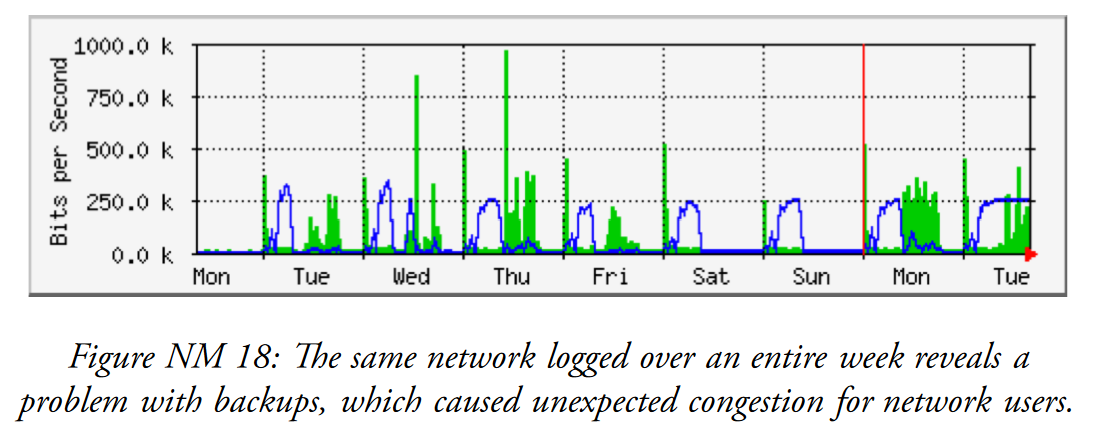 Bits per Second
1000.0 k
750.0 k
500.0 k
250.0 k
0.0 k
Mon Tue Wed Thu Fri Sat Sun Mon Tue
Figure NM 18: The same network logged over an entire week reveals a
problem with backups, which caused unexpected congestion for network users.